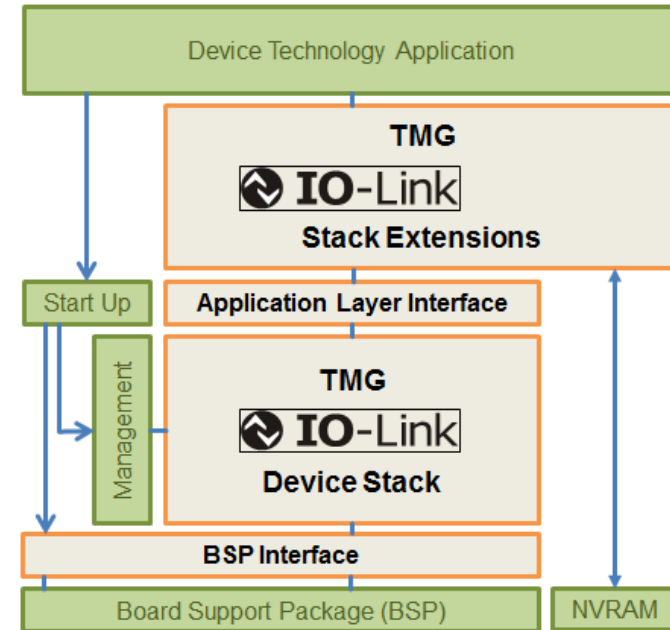 Device Technology Application
TMG
IO-Link
Stack Extensions
Start Up
Application Layer Interface
Management
TMG
IO-Link
Device Stack
BSP Interface
Board Support Package (BSP)
NVRAM